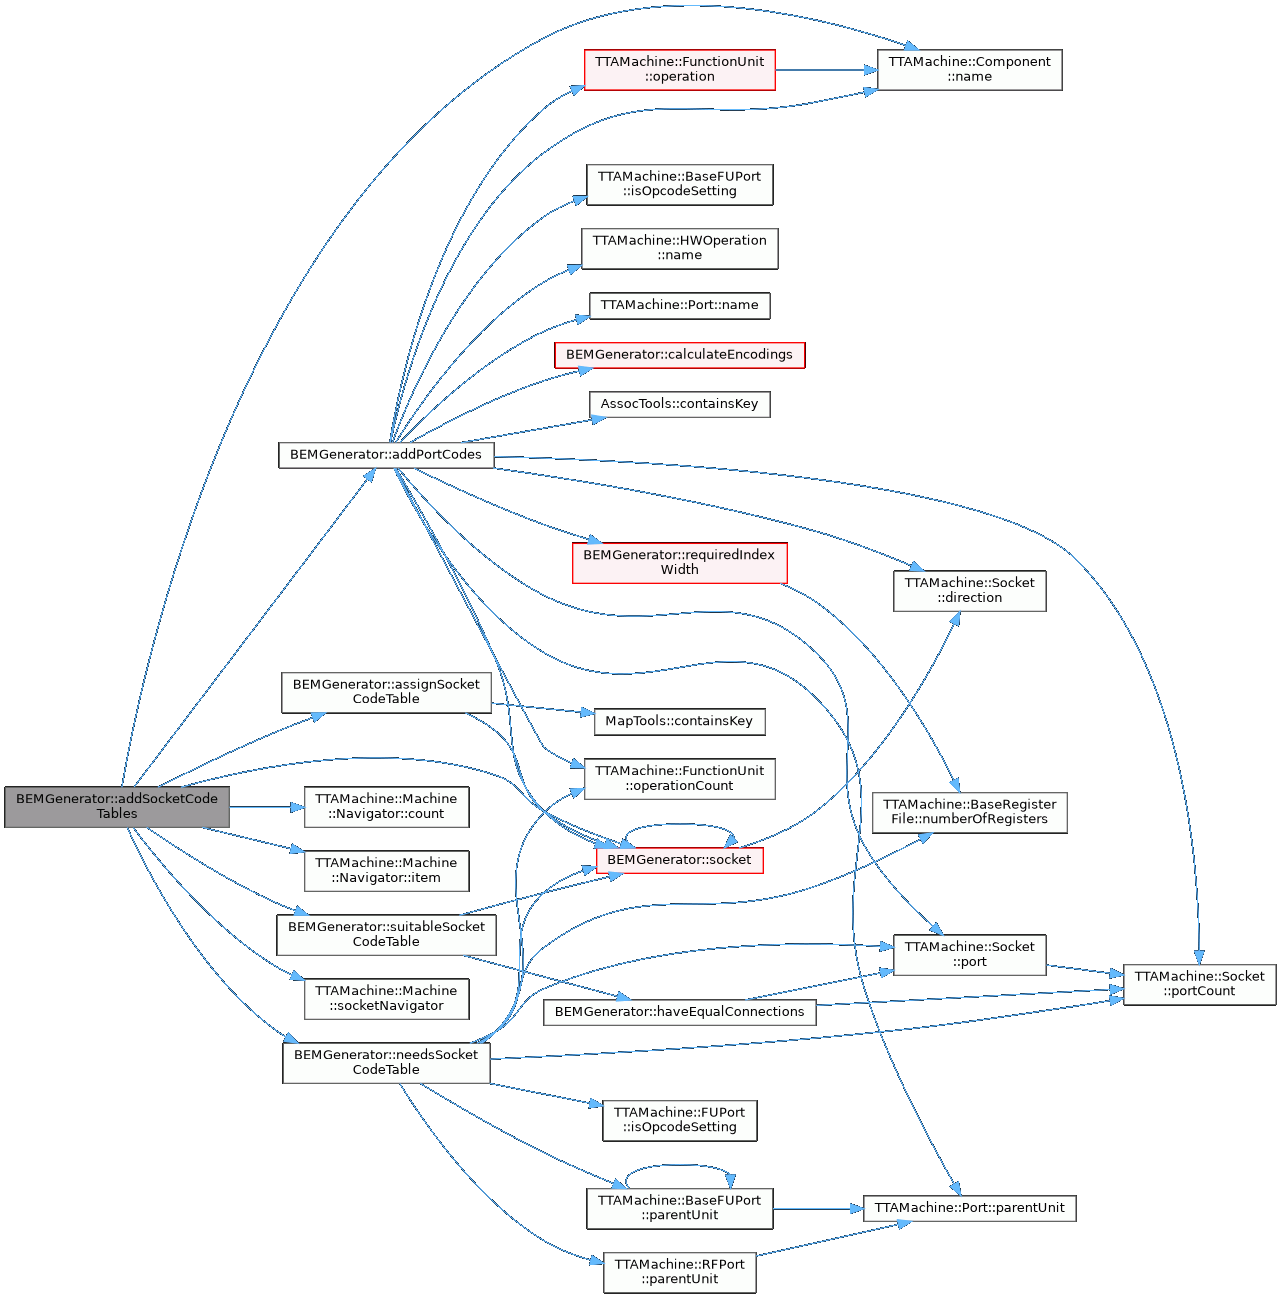 TTAMachine::Component
::name
TTAMachine::FunctionUnit
::operation
TTAMachine::BaseFUPort
::isOpcodeSetting
TTAMachine::HWOperation
::name
TTAMachine::Port::name
BEMGenerator::calculateEncodings
AssocTools::containsKey
BEMGenerator::addPortCodes
BEMGenerator::requiredIndex
Width
TTAMachine::Socket
::direction
BEMGenerator::assignSocket
CodeTable
MapTools::containsKey
TTAMachine::FunctionUnit
::operationCount
BEMGenerator::addSocketCode
Tables
TTAMachine::Machine
::Navigator::count
TTAMachine::BaseRegister
File::numberOfRegisters
BEMGenerator::socket
TTAMachine::Machine
::Navigator::item
BEMGenerator::suitableSocket
CodeTable
TTAMachine::Socket
::port
TTAMachine::Socket
::portCount
TTAMachine::Machine
::socketNavigator
BEMGenerator::haveEqualConnections
BEMGenerator::needsSocket
CodeTable
TTAMachine::FUPort
::isOpcodeSetting
TTAMachine::BaseFUPort
::parentUnit
TTAMachine::Port::parentUnit
TTAMachine::RFPort
::parentUnit